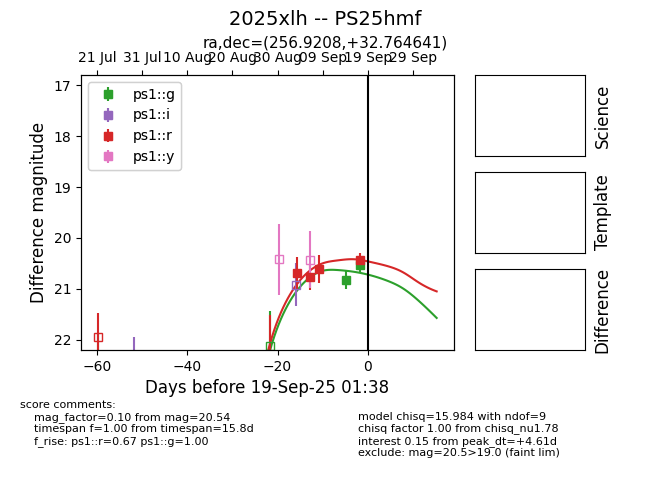 2025xlh -- PS25hmf
ra,dec=(256.9208,+32.764641)
21 Jul 31 Jul 10 Aug 20 Aug 30 Aug 09 Sep 19 Sep 29 Sep
ps1::g
ps1::i
ps1::r
ps1::y
17
18
19
20
21
22
Difference magnitude
−60 −40 −20 0
Days before 19-Sep-25 01:38
Science
Template
Difference
score comments:
mag_factor=0.10 from mag=20.54
timespan f=1.00 from timespan=15.8d
f_rise: ps1::r=0.67 ps1::g=1.00
model chisq=15.984 with ndof=9
chisq factor 1.00 from chisq_nu1.78
interest 0.15 from peak_dt=+4.61d
exclude: mag=20.5>19.0 (faint lim)